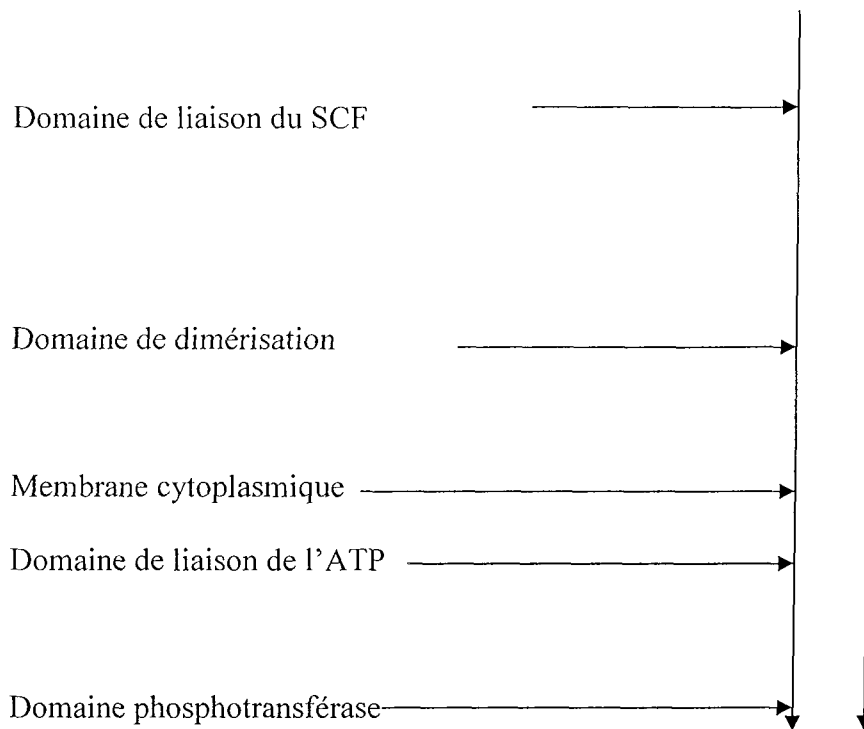 Domaine de liaison du SCF
Domaine de dimérisation
Membrane cytoplasmique
Domaine de liaison de l'ATP
Domaine phosphotransférase